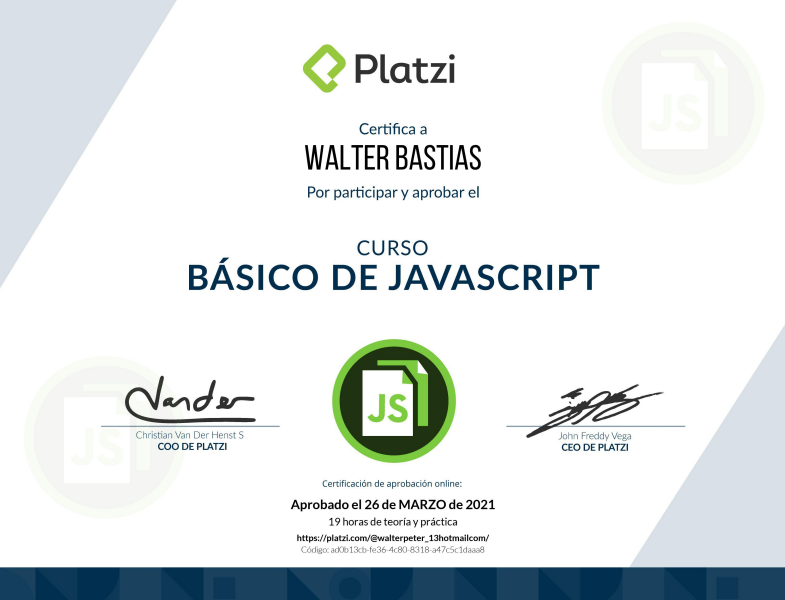 Platzi
Certifica a
WALTER BASTIAS
Por participar y aprobar el
CURSO
BÁSICO DE JAVASCRIPT
JS
JS
JS
Vander
Christian Van Der Henst S
COO DE PLATZI
John Freddy Vega
CEO DE PLATZI
Certificación de aprobación online:
Aprobado el 26 de MARZO de 2021
19 horas de teoría y práctica
https://platzi.com/@walterpeter_13hotmailcom/
Código: ad0b13cb-fe36-4c80-8318-a47c5c1daaa8